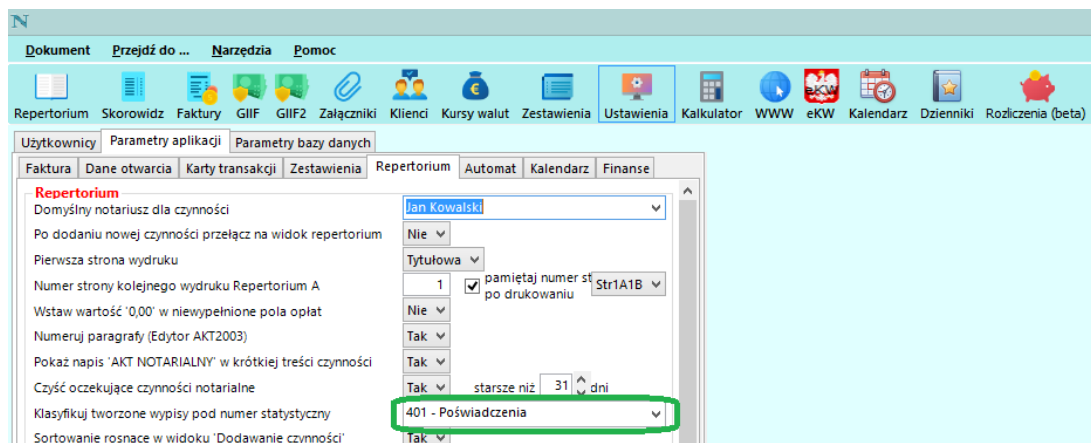 N
Dokument Przejdź do ... Narzędzia Pomoc
Repertorium Skorowidz Faktury GIIF GIIF2 Załączniki Klienci Kursy walut Zestawienia Ustawienia Kalkulator WWW eKW Kalendarz Dzienniki Rozliczenia (beta)
Użytkownicy Parametry aplikacji Parametry bazy danych
Faktura Dane otwarcia Karty transakcji Zestawienia Repertorium Automat Kalendarz Finanse
Repertorium
Domyślny notariusz dla czynności Jan Kowalski
Po dodaniu nowej czynności przełącz na widok repertorium Nie
Pierwsza strona wydruku Tytułowa
Numer strony kolejnego wydruku Repertorium A 1 pamiętaj numer st Str1A1B
po drukowaniu
Wstaw wartość '0,00' w niewypełnione pola opłat Nie
Numeruj paragrafy (Edytor AKT2003) Tak
Pokaż napis 'AKT NOTARIALNY' w krótkiej treści czynności Tak
Czyść oczekujące czynności notarialne Tak starsze niż 31 dni
Klasyfikuj tworzone wypisy pod numer statystyczny 401 - Poświadczenia
Sortowanie rosnące w widoku 'Dodawanie czynności' Tak